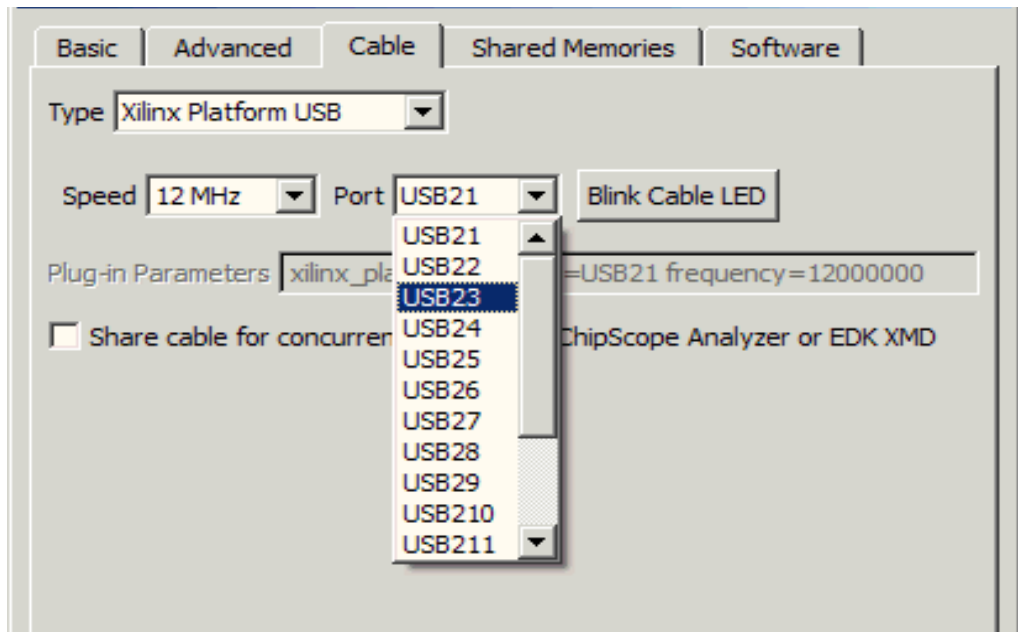 Basic Advanced Cable Shared Memories Software
Type Xilinx Platform USB
Speed 12 MHz Port USB21 Blink Cable LED
USB21
USB22
Plug-in Parameters =USB21 frequency=12000000
USB23
USB24
Share cable for ChipScope Analyzer or EDK XMD
USB25
USB26
USB27
USB28
USB29
USB210
USB211